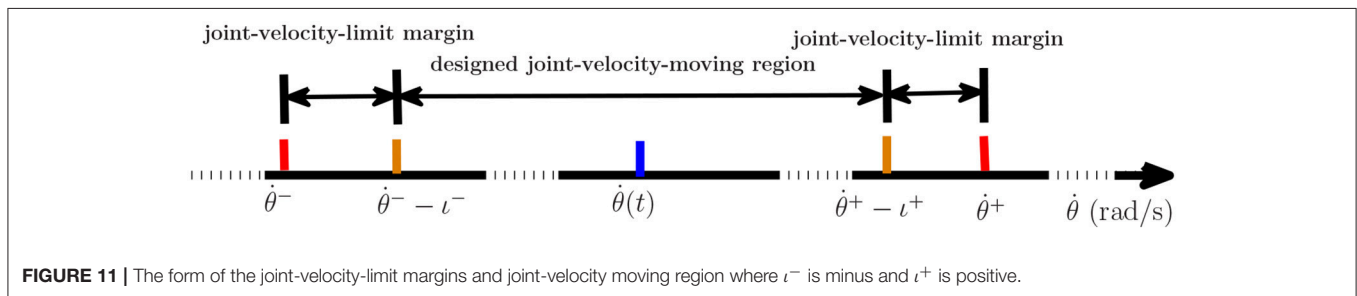 joint-velocity-limit margin
joint-velocity-limit margin
designed joint-velocity-moving region
θ̇⁻
θ̇⁻ − ι⁻
θ̇(t)
θ̇⁺ − ι⁺
θ̇⁺
θ̇ (rad/s)
FIGURE 11 | The form of the joint-velocity-limit margins and joint-velocity moving region where ι⁻ is minus and ι⁺ is positive.